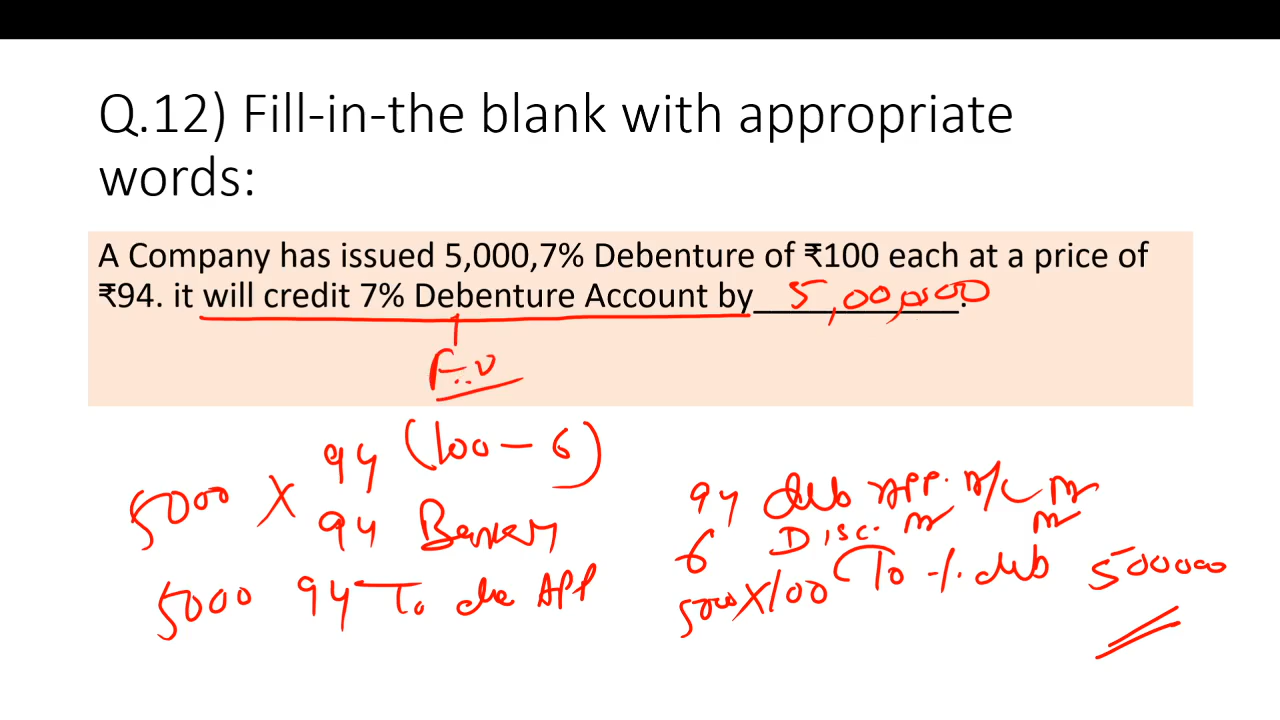 Q.12) Fill-in-the blank with appropriate
words:
A Company has issued 5,000,7% Debenture of ₹100 each at a price of
₹94. it will credit 7% Debenture Account by 5,00,000.
F.V
94 (100-6)
5000 X
94 Bank
5000 94 To APP
94 deb APP. A/C Dr
6 Disc. Dr
5000X100 To % deb 500000